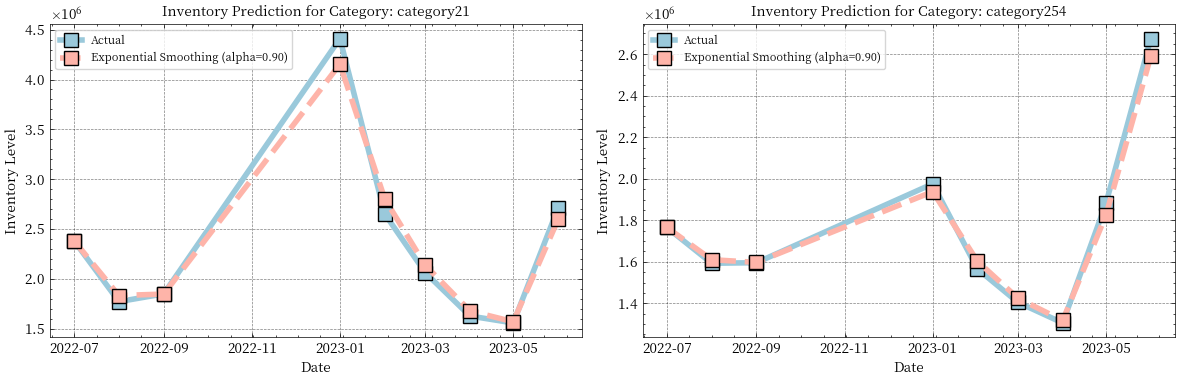 Inventory Prediction for Category: category21
×10⁶
Actual
Exponential Smoothing (alpha=0.90)
Inventory Level
4.5
4.0
3.5
3.0
2.5
2.0
1.5
2022-07
2022-09
2022-11
2023-01
2023-03
2023-05
Date
Inventory Prediction for Category: category254
×10⁶
Actual
Exponential Smoothing (alpha=0.90)
Inventory Level
2.6
2.4
2.2
2.0
1.8
1.6
1.4
2022-07
2022-09
2022-11
2023-01
2023-03
2023-05
Date